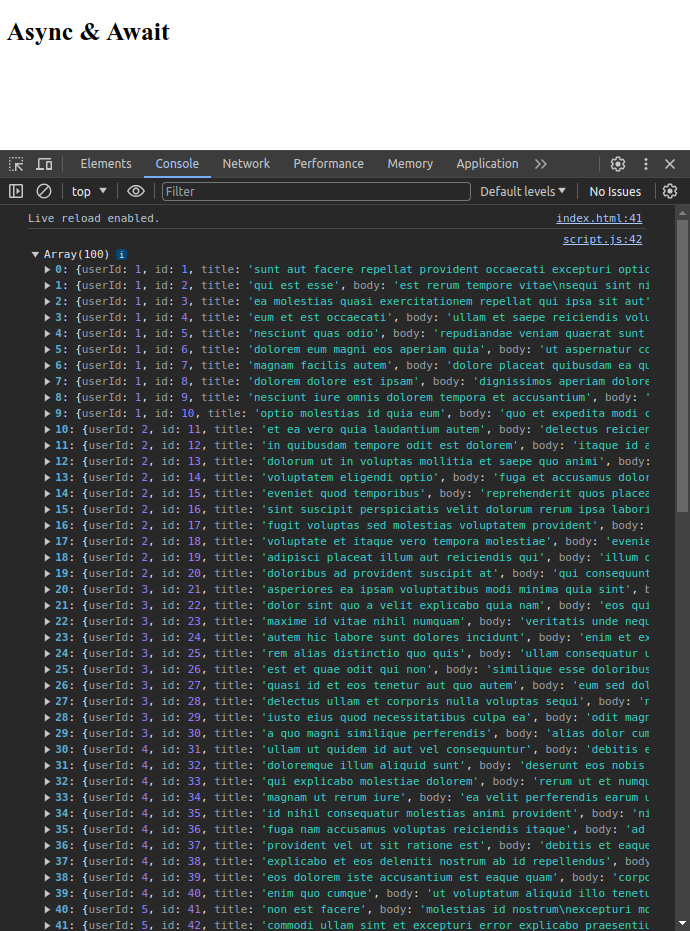 Async & Await
Elements Console Network Performance Memory Application
top Filter Default levels No Issues
Live reload enabled. index.html:41
script.js:42
Array(100) i
0: {userId: 1, id: 1, title: 'sunt aut facere repellat provident occaecati excepturi optio
1: {userId: 1, id: 2, title: 'qui est esse', body: 'est rerum tempore vitae\nsequi sint ni
2: {userId: 1, id: 3, title: 'ea molestias quasi exercitationem repellat qui ipsa sit aut'
3: {userId: 1, id: 4, title: 'eum et est occaecati', body: 'ullam et saepe reiciendis volu
4: {userId: 1, id: 5, title: 'nesciunt quas odio', body: 'repudiandae veniam quaerat sunt
5: {userId: 1, id: 6, title: 'dolorem eum magni eos aperiam quia', body: 'ut aspernatur co
6: {userId: 1, id: 7, title: 'magnam facilis autem', body: 'dolore placeat quibusdam ea qu
7: {userId: 1, id: 8, title: 'dolorem dolore est ipsam', body: 'dignissimos aperiam dolore
8: {userId: 1, id: 9, title: 'nesciunt iure omnis dolorem tempora et accusantium', body: '
9: {userId: 1, id: 10, title: 'optio molestias id quia eum', body: 'quo et expedita modi c
10: {userId: 2, id: 11, title: 'et ea vero quia laudantium autem', body: 'delectus reicien
11: {userId: 2, id: 12, title: 'in quibusdam tempore odit est dolorem', body: 'itaque id a
12: {userId: 2, id: 13, title: 'dolorum ut in voluptas mollitia et saepe quo animi', body:
13: {userId: 2, id: 14, title: 'voluptatem eligendi optio', body: 'fuga et accusamus dolor
14: {userId: 2, id: 15, title: 'eveniet quod temporibus', body: 'reprehenderit quos placea
15: {userId: 2, id: 16, title: 'sint suscipit perspiciatis velit dolorum rerum ipsa labori
16: {userId: 2, id: 17, title: 'fugit voluptas sed molestias voluptatem provident', body:
17: {userId: 2, id: 18, title: 'voluptate et itaque vero tempora molestiae', body: 'evenie
18: {userId: 2, id: 19, title: 'adipisci placeat illum aut reiciendis qui', body: 'illum q
19: {userId: 2, id: 20, title: 'doloribus ad provident suscipit at', body: 'qui consequunt
20: {userId: 3, id: 21, title: 'asperiores ea ipsam voluptatibus modi minima quia sint', b
21: {userId: 3, id: 22, title: 'dolor sint quo a velit explicabo quia nam', body: 'eos qui
22: {userId: 3, id: 23, title: 'maxime id vitae nihil numquam', body: 'veritatis unde nequ
23: {userId: 3, id: 24, title: 'autem hic labore sunt dolores incidunt', body: 'enim et ex
24: {userId: 3, id: 25, title: 'rem alias distinctio quo quis', body: 'ullam consequatur u
25: {userId: 3, id: 26, title: 'est et quae odit qui non', body: 'similique esse doloribus
26: {userId: 3, id: 27, title: 'quasi id et eos tenetur aut quo autem', body: 'eum sed dol
27: {userId: 3, id: 28, title: 'delectus ullam et corporis nulla voluptas sequi', body: 'n
28: {userId: 3, id: 29, title: 'iusto eius quod necessitatibus culpa ea', body: 'odit magn
29: {userId: 3, id: 30, title: 'a quo magni similique perferendis', body: 'alias dolor cum
30: {userId: 4, id: 31, title: 'ullam ut quidem id aut vel consequuntur', body: 'debitis e
31: {userId: 4, id: 32, title: 'doloremque illum aliquid sunt', body: 'deserunt eos nobis
32: {userId: 4, id: 33, title: 'qui explicabo molestiae dolorem', body: 'rerum ut et numqu
33: {userId: 4, id: 34, title: 'magnam ut rerum iure', body: 'ea velit perferendis earum u
34: {userId: 4, id: 35, title: 'id nihil consequatur molestias animi provident', body: 'ni
35: {userId: 4, id: 36, title: 'fuga nam accusamus voluptas reiciendis itaque', body: 'ad
36: {userId: 4, id: 37, title: 'provident vel ut sit ratione est', body: 'debitis et eaque
37: {userId: 4, id: 38, title: 'explicabo et eos deleniti nostrum ab id repellendus', body
38: {userId: 4, id: 39, title: 'eos dolorem iste accusantium est eaque quam', body: 'corpo
39: {userId: 4, id: 40, title: 'enim quo cumque', body: 'ut voluptatum aliquid illo tenetu
40: {userId: 5, id: 41, title: 'non est facere', body: 'molestias id nostrum\nexcepturi mo
41: {userId: 5, id: 42, title: 'commodi ullam sint et excepturi error explicabo praesentiu